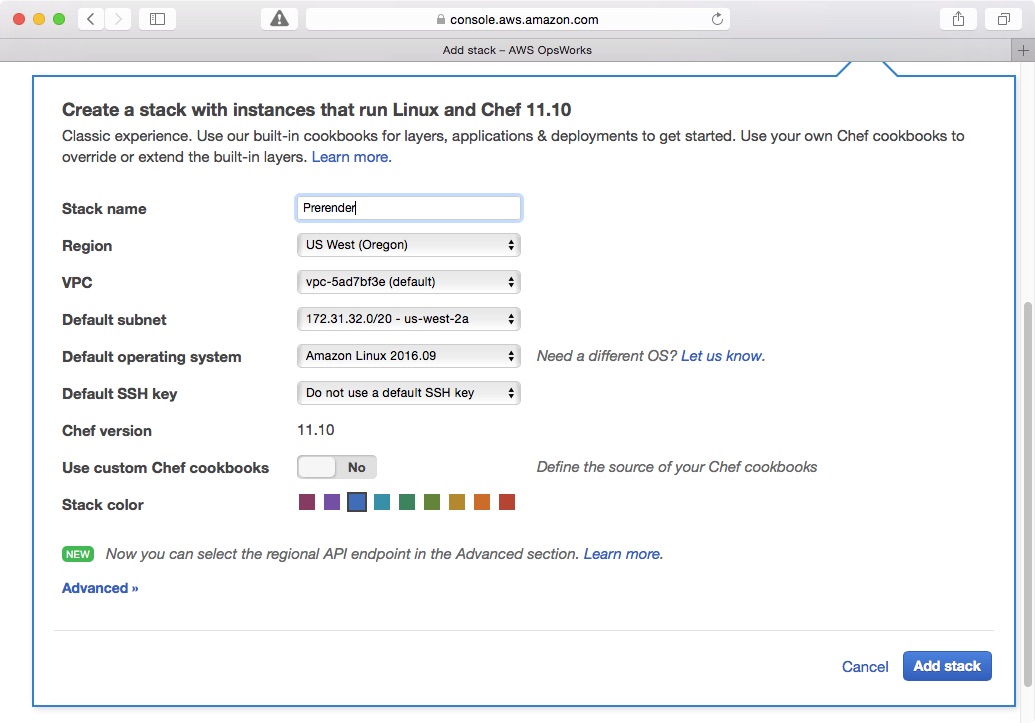 console.aws.amazon.com
Add stack – AWS OpsWorks
Create a stack with instances that run Linux and Chef 11.10
Classic experience. Use our built-in cookbooks for layers, applications & deployments to get started. Use your own Chef cookbooks to
override or extend the built-in layers. Learn more.
Stack name Prerender
Region US West (Oregon)
VPC vpc-5ad7bf3e (default)
Default subnet 172.31.32.0/20 - us-west-2a
Default operating system Amazon Linux 2016.09 Need a different OS? Let us know.
Default SSH key Do not use a default SSH key
Chef version 11.10
Use custom Chef cookbooks No Define the source of your Chef cookbooks
Stack color
NEW Now you can select the regional API endpoint in the Advanced section. Learn more.
Advanced »
Cancel Add stack